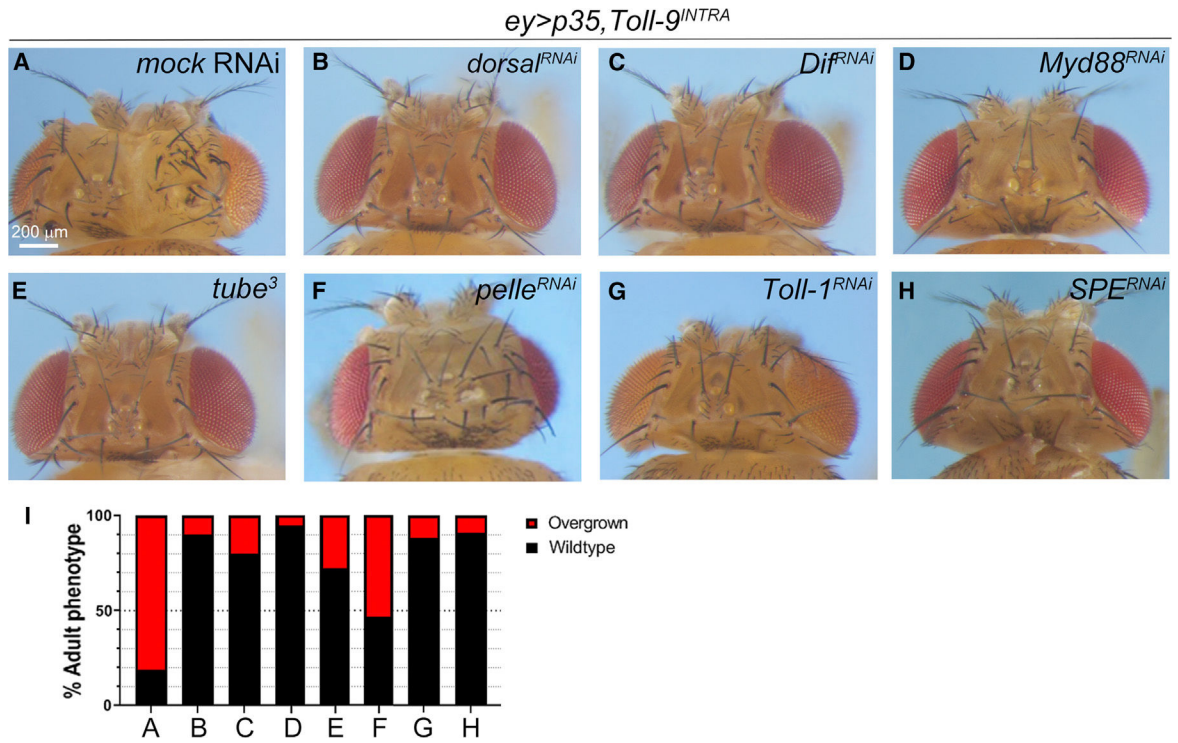 ey>p35,Toll-9INTRA
A mock RNAi
B dorsalRNAi
C DifRNAi
D Myd88RNAi
200 µm
E tube3
F pelleRNAi
G Toll-1RNAi
H SPERNAi
I
% Adult phenotype
100
50
0
A B C D E F G H
Overgrown
Wildtype